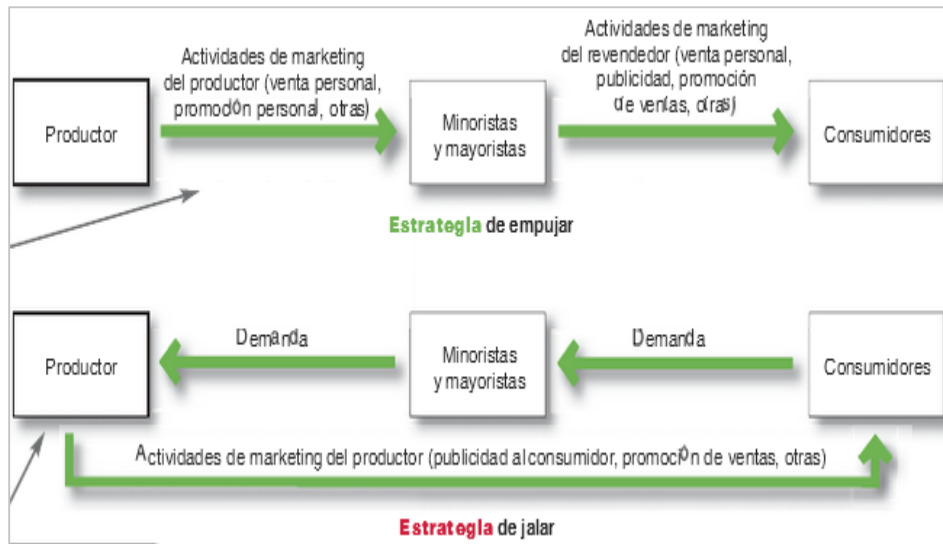 Actividades de marketing
del productor (venta personal,
promoción personal, otras)
Actividades de marketing
del revendedor (venta personal,
publicidad, promoción
de ventas, otras)
Productor
Minoristas
y mayoristas
Consumidores
Estrategia de empujar
Productor
Demanda
Minoristas
y mayoristas
Demanda
Consumidores
Actividades de marketing del productor (publicidad al consumidor, promoción de ventas, otras)
Estrategia de jalar